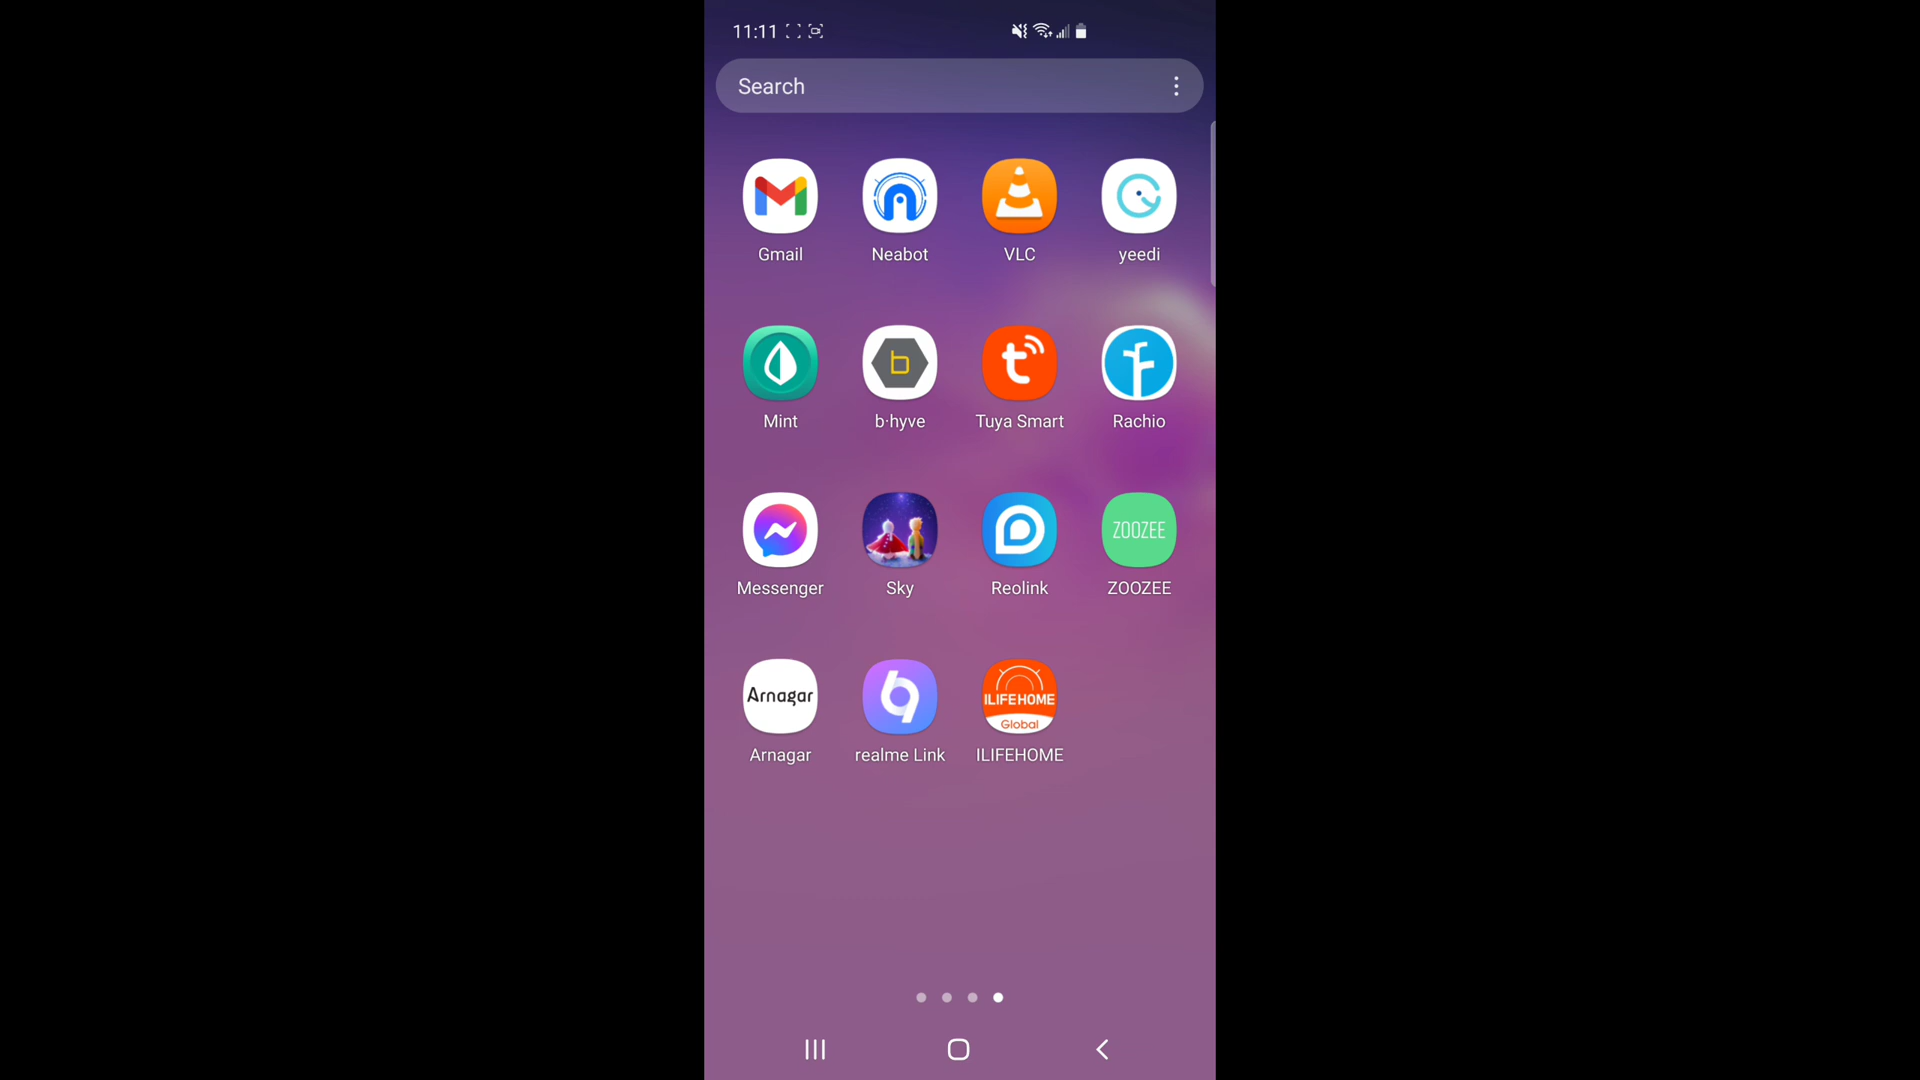 11:11
Search
Gmail
Neabot
VLC
yeedi
b
t
Mint
b·hyve
Tuya Smart
Rachio
ZOOZEE
Messenger
Sky
Reolink
ZOOZEE
Arnagar
ILIFEHOME
Global
Arnagar
realme Link
ILIFEHOME